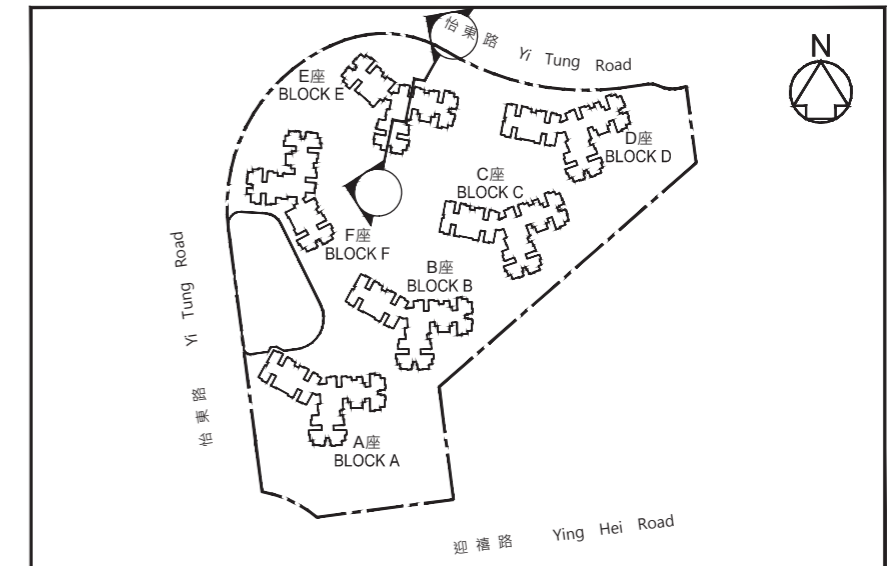 怡東路 Yi Tung Road
N
E座
BLOCK E
D座
BLOCK D
C座
BLOCK C
F座
BLOCK F
B座
BLOCK B
怡東路 Yi Tung Road
A座
BLOCK A
迎禧路 Ying Hei Road